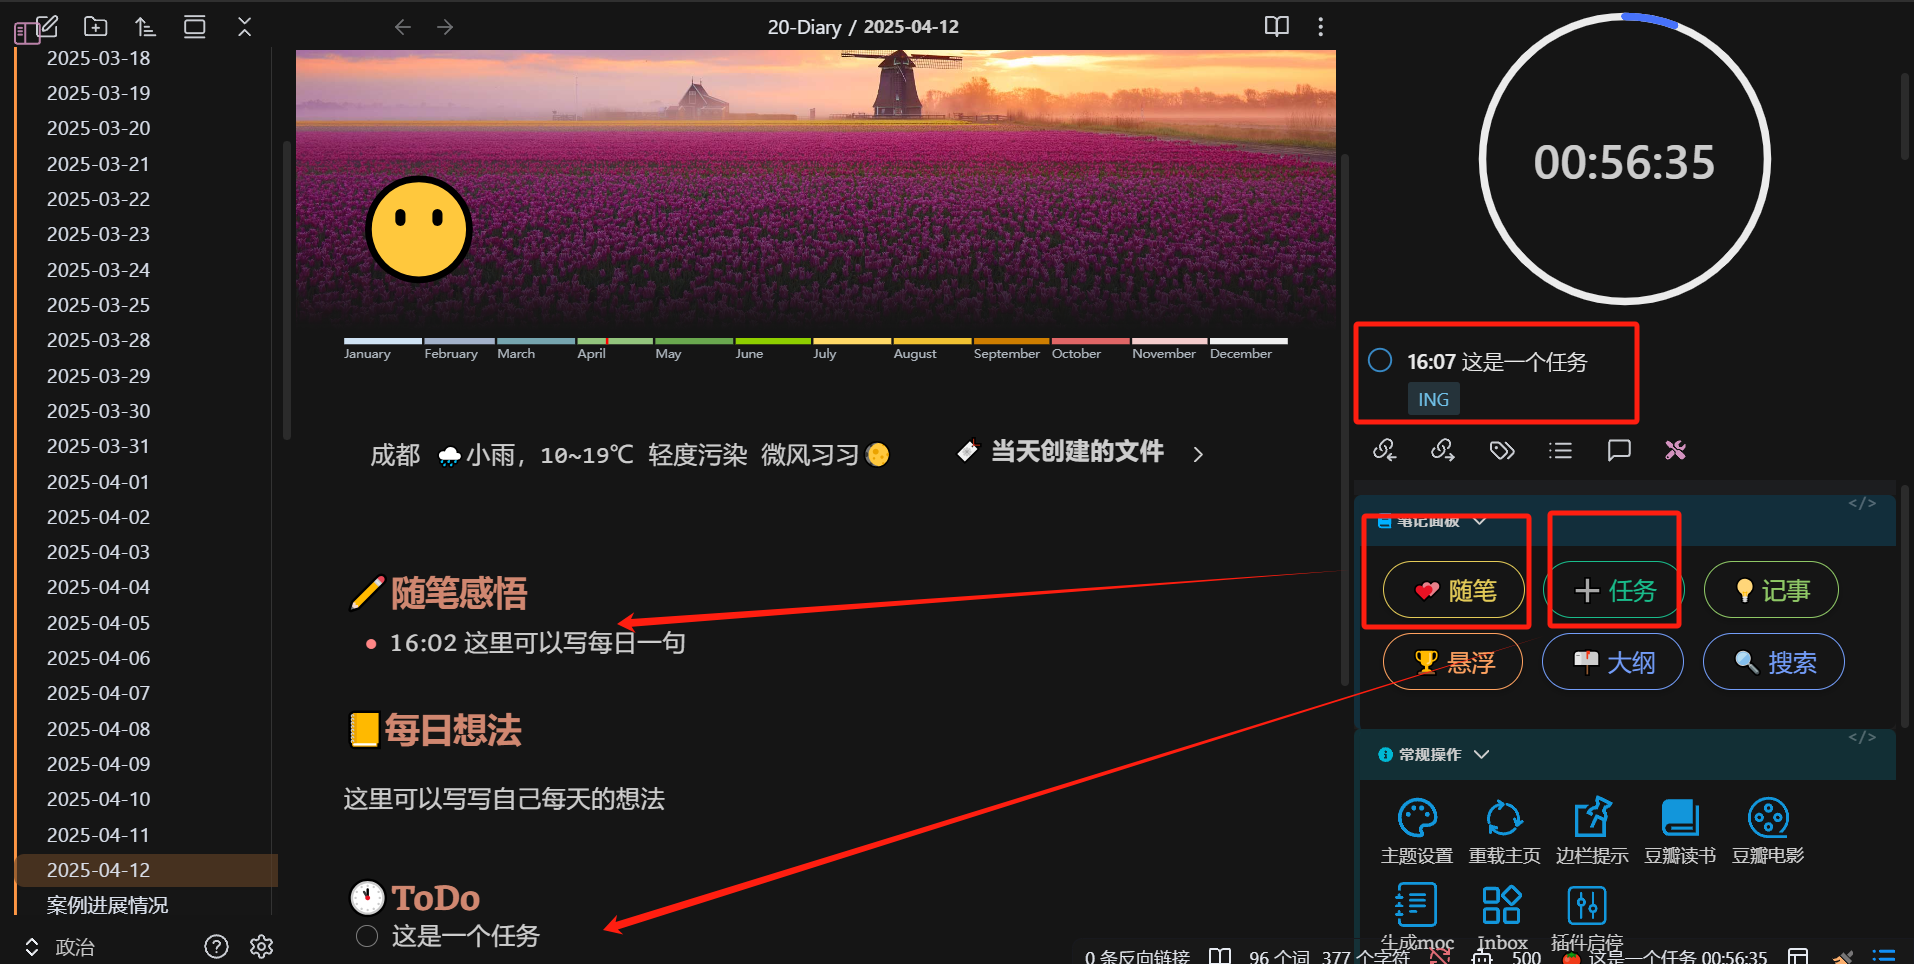 20-Diary / 2025-04-12
2025-03-18
2025-03-19
2025-03-20
2025-03-21
2025-03-22
2025-03-23
2025-03-24
2025-03-25
2025-03-28
2025-03-29
2025-03-30
2025-03-31
2025-04-01
2025-04-02
2025-04-03
2025-04-04
2025-04-05
2025-04-06
2025-04-07
2025-04-08
2025-04-09
2025-04-10
2025-04-11
2025-04-12
案例进展情况
政治
January February March April May June July August September October November December
成都 小雨，10~19℃ 轻度污染 微风习习
当天创建的文件
随笔感悟
16:02 这里可以写每日一句
每日想法
这里可以写写自己每天的想法
ToDo
这是一个任务
00:56:35
16:07 这是一个任务
ING
</>
笔记面板
随笔 任务 记事
悬浮 大纲 搜索
</>
常规操作
主题设置 重载主页 边栏提示 豆瓣读书 豆瓣电影
生成moc Inbox 插件启停
0 条反向链接 96 个词 377 个字符 500 这是一个任务 00:56:35